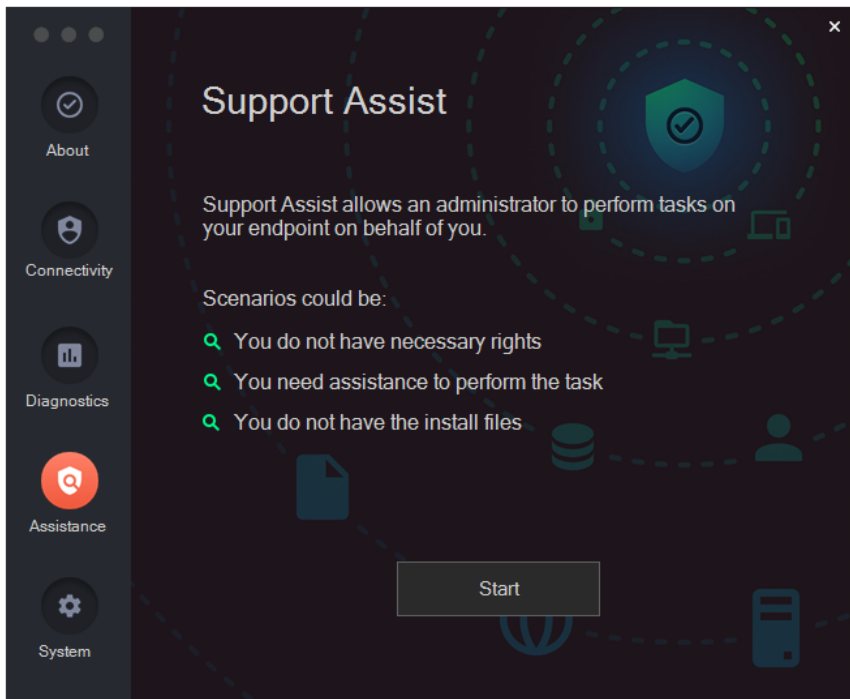 About
Connectivity
Diagnostics
Assistance
System
Support Assist
Support Assist allows an administrator to perform tasks on
your endpoint on behalf of you.
Scenarios could be:
You do not have necessary rights
You need assistance to perform the task
You do not have the install files
Start